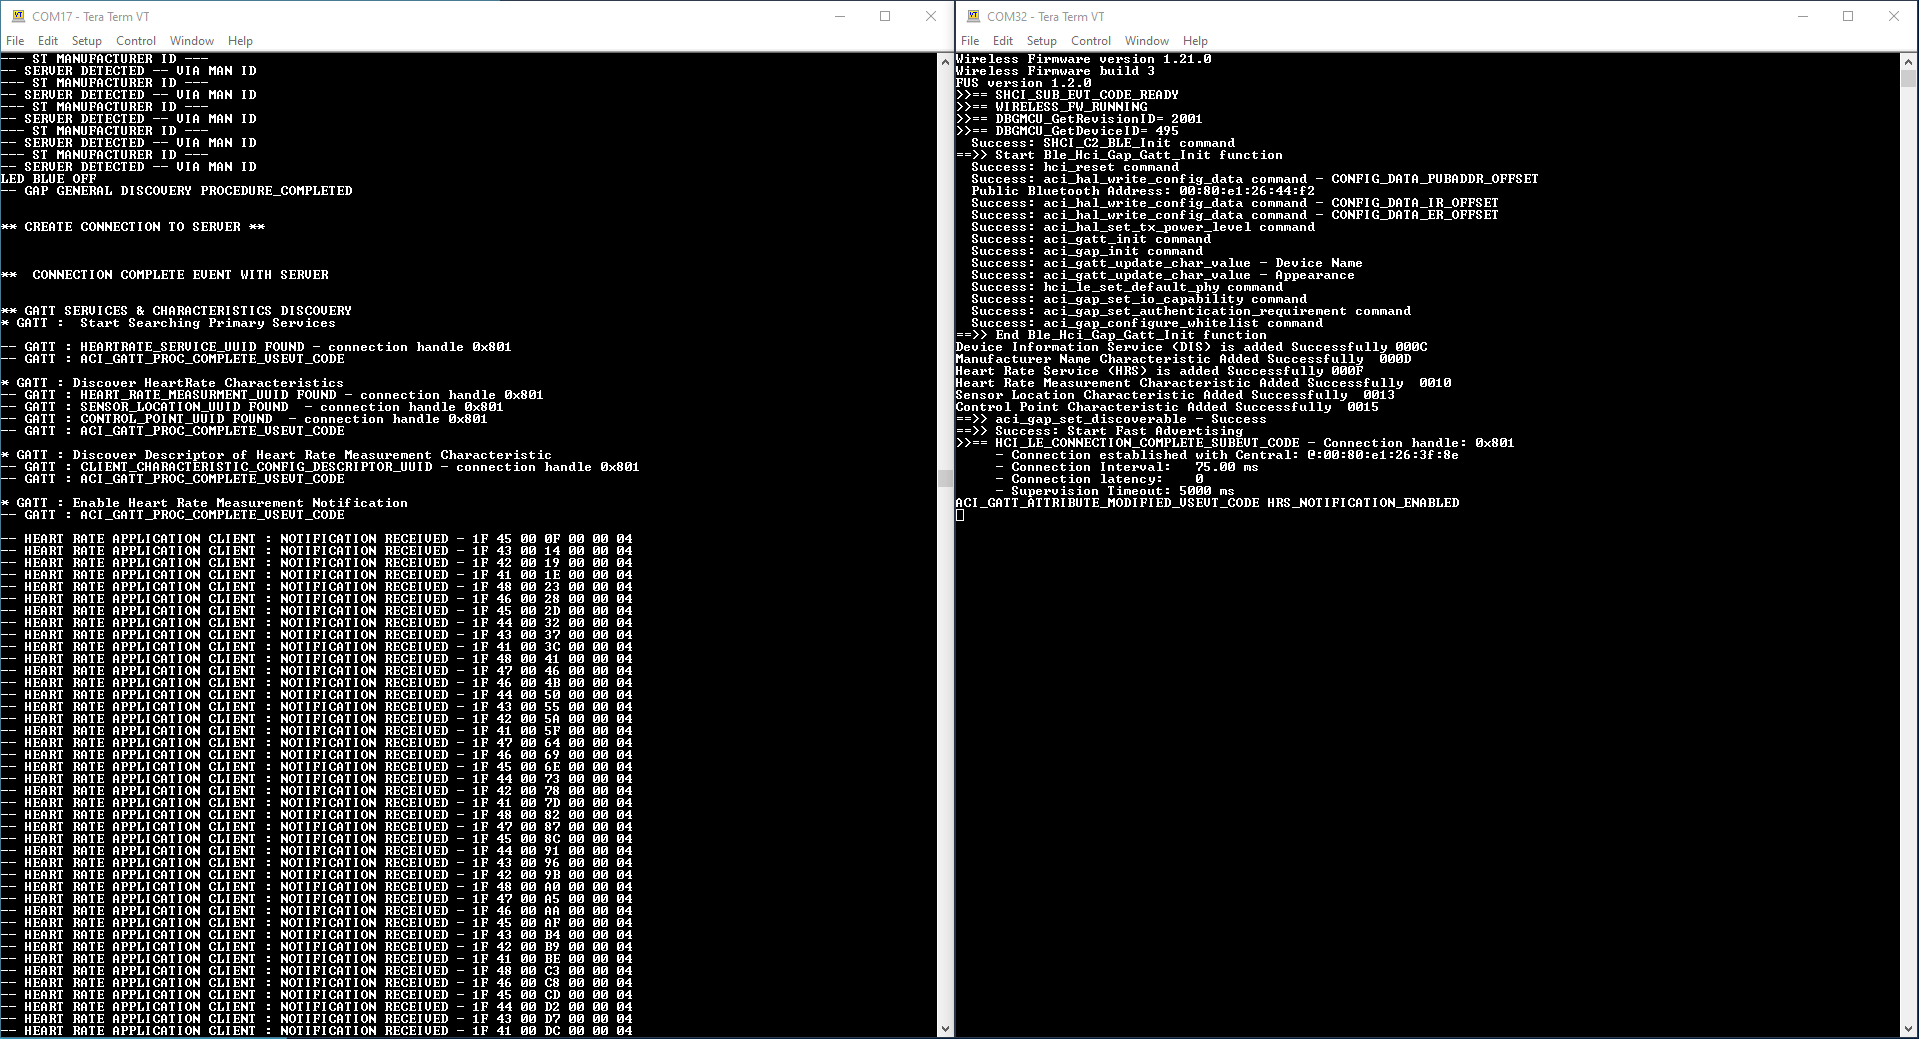 COM17 - Tera Term VT
File Edit Setup Control Window Help
--- ST MANUFACTURER ID ---
-- SERVER DETECTED -- VIA MAN ID
--- ST MANUFACTURER ID ---
-- SERVER DETECTED -- VIA MAN ID
--- ST MANUFACTURER ID ---
-- SERVER DETECTED -- VIA MAN ID
--- ST MANUFACTURER ID ---
-- SERVER DETECTED -- VIA MAN ID
--- ST MANUFACTURER ID ---
-- SERVER DETECTED -- VIA MAN ID
LED BLUE OFF
-- GAP GENERAL DISCOVERY PROCEDURE_COMPLETED
** CREATE CONNECTION TO SERVER **
** CONNECTION COMPLETE EVENT WITH SERVER
** GATT SERVICES & CHARACTERISTICS DISCOVERY
* GATT : Start Searching Primary Services
-- GATT : HEARTRATE_SERVICE_UUID FOUND - connection handle 0x801
-- GATT : ACI_GATT_PROC_COMPLETE_VSEVT_CODE
* GATT : Discover HeartRate Characteristics
-- GATT : HEART_RATE_MEASURMENT_UUID FOUND - connection handle 0x801
-- GATT : SENSOR_LOCATION_UUID FOUND - connection handle 0x801
-- GATT : CONTROL_POINT_UUID FOUND - connection handle 0x801
-- GATT : ACI_GATT_PROC_COMPLETE_VSEVT_CODE
* GATT : Discover Descriptor of Heart Rate Measurement Characteristic
-- GATT : CLIENT_CHARACTERISTIC_CONFIG_DESCRIPTOR_UUID - connection handle 0x801
-- GATT : ACI_GATT_PROC_COMPLETE_VSEVT_CODE
* GATT : Enable Heart Rate Measurement Notification
-- GATT : ACI_GATT_PROC_COMPLETE_VSEVT_CODE
-- HEART RATE APPLICATION CLIENT : NOTIFICATION RECEIVED - 1F 45 00 0F 00 00 04
-- HEART RATE APPLICATION CLIENT : NOTIFICATION RECEIVED - 1F 43 00 14 00 00 04
-- HEART RATE APPLICATION CLIENT : NOTIFICATION RECEIVED - 1F 42 00 19 00 00 04
-- HEART RATE APPLICATION CLIENT : NOTIFICATION RECEIVED - 1F 41 00 1E 00 00 04
-- HEART RATE APPLICATION CLIENT : NOTIFICATION RECEIVED - 1F 48 00 23 00 00 04
-- HEART RATE APPLICATION CLIENT : NOTIFICATION RECEIVED - 1F 46 00 28 00 00 04
-- HEART RATE APPLICATION CLIENT : NOTIFICATION RECEIVED - 1F 45 00 2D 00 00 04
-- HEART RATE APPLICATION CLIENT : NOTIFICATION RECEIVED - 1F 44 00 32 00 00 04
-- HEART RATE APPLICATION CLIENT : NOTIFICATION RECEIVED - 1F 43 00 37 00 00 04
-- HEART RATE APPLICATION CLIENT : NOTIFICATION RECEIVED - 1F 41 00 3C 00 00 04
-- HEART RATE APPLICATION CLIENT : NOTIFICATION RECEIVED - 1F 48 00 41 00 00 04
-- HEART RATE APPLICATION CLIENT : NOTIFICATION RECEIVED - 1F 47 00 46 00 00 04
-- HEART RATE APPLICATION CLIENT : NOTIFICATION RECEIVED - 1F 46 00 4B 00 00 04
-- HEART RATE APPLICATION CLIENT : NOTIFICATION RECEIVED - 1F 44 00 50 00 00 04
-- HEART RATE APPLICATION CLIENT : NOTIFICATION RECEIVED - 1F 43 00 55 00 00 04
-- HEART RATE APPLICATION CLIENT : NOTIFICATION RECEIVED - 1F 42 00 5A 00 00 04
-- HEART RATE APPLICATION CLIENT : NOTIFICATION RECEIVED - 1F 41 00 5F 00 00 04
-- HEART RATE APPLICATION CLIENT : NOTIFICATION RECEIVED - 1F 47 00 64 00 00 04
-- HEART RATE APPLICATION CLIENT : NOTIFICATION RECEIVED - 1F 46 00 69 00 00 04
-- HEART RATE APPLICATION CLIENT : NOTIFICATION RECEIVED - 1F 45 00 6E 00 00 04
-- HEART RATE APPLICATION CLIENT : NOTIFICATION RECEIVED - 1F 44 00 73 00 00 04
-- HEART RATE APPLICATION CLIENT : NOTIFICATION RECEIVED - 1F 42 00 78 00 00 04
-- HEART RATE APPLICATION CLIENT : NOTIFICATION RECEIVED - 1F 41 00 7D 00 00 04
-- HEART RATE APPLICATION CLIENT : NOTIFICATION RECEIVED - 1F 48 00 82 00 00 04
-- HEART RATE APPLICATION CLIENT : NOTIFICATION RECEIVED - 1F 47 00 87 00 00 04
-- HEART RATE APPLICATION CLIENT : NOTIFICATION RECEIVED - 1F 45 00 8C 00 00 04
-- HEART RATE APPLICATION CLIENT : NOTIFICATION RECEIVED - 1F 44 00 91 00 00 04
-- HEART RATE APPLICATION CLIENT : NOTIFICATION RECEIVED - 1F 43 00 96 00 00 04
-- HEART RATE APPLICATION CLIENT : NOTIFICATION RECEIVED - 1F 42 00 9B 00 00 04
-- HEART RATE APPLICATION CLIENT : NOTIFICATION RECEIVED - 1F 48 00 A0 00 00 04
-- HEART RATE APPLICATION CLIENT : NOTIFICATION RECEIVED - 1F 47 00 A5 00 00 04
-- HEART RATE APPLICATION CLIENT : NOTIFICATION RECEIVED - 1F 46 00 AA 00 00 04
-- HEART RATE APPLICATION CLIENT : NOTIFICATION RECEIVED - 1F 45 00 AF 00 00 04
-- HEART RATE APPLICATION CLIENT : NOTIFICATION RECEIVED - 1F 43 00 B4 00 00 04
-- HEART RATE APPLICATION CLIENT : NOTIFICATION RECEIVED - 1F 42 00 B9 00 00 04
-- HEART RATE APPLICATION CLIENT : NOTIFICATION RECEIVED - 1F 41 00 BE 00 00 04
-- HEART RATE APPLICATION CLIENT : NOTIFICATION RECEIVED - 1F 48 00 C3 00 00 04
-- HEART RATE APPLICATION CLIENT : NOTIFICATION RECEIVED - 1F 46 00 C8 00 00 04
-- HEART RATE APPLICATION CLIENT : NOTIFICATION RECEIVED - 1F 45 00 CD 00 00 04
-- HEART RATE APPLICATION CLIENT : NOTIFICATION RECEIVED - 1F 44 00 D2 00 00 04
-- HEART RATE APPLICATION CLIENT : NOTIFICATION RECEIVED - 1F 43 00 D7 00 00 04
-- HEART RATE APPLICATION CLIENT : NOTIFICATION RECEIVED - 1F 41 00 DC 00 00 04
COM32 - Tera Term VT
File Edit Setup Control Window Help
Wireless Firmware version 1.21.0
Wireless Firmware build 3
FUS version 1.2.0
>>== SHCI_SUB_EVT_CODE_READY
>>== WIRELESS_FW_RUNNING
>>== DBGMCU_GetRevisionID= 2001
>>== DBGMCU_GetDeviceID= 495
Success: SHCI_C2_BLE_Init command
==>> Start Ble_Hci_Gap_Gatt_Init function
Success: hci_reset command
Success: aci_hal_write_config_data command - CONFIG_DATA_PUBADDR_OFFSET
Public Bluetooth Address: 00:80:e1:26:44:f2
Success: aci_hal_write_config_data command - CONFIG_DATA_IR_OFFSET
Success: aci_hal_write_config_data command - CONFIG_DATA_ER_OFFSET
Success: aci_hal_set_tx_power_level command
Success: aci_gatt_init command
Success: aci_gap_init command
Success: aci_gatt_update_char_value - Device Name
Success: aci_gatt_update_char_value - Appearance
Success: hci_le_set_default_phy command
Success: aci_gap_set_io_capability command
Success: aci_gap_set_authentication_requirement command
Success: aci_gap_configure_whitelist command
==>> End Ble_Hci_Gap_Gatt_Init function
Device Information Service (DIS) is added Successfully 000C
Manufacturer Name Characteristic Added Successfully 000D
Heart Rate Service (HRS) is added Successfully 000F
Heart Rate Measurement Characteristic Added Successfully 0010
Sensor Location Characteristic Added Successfully 0013
Control Point Characteristic Added Successfully 0015
==>> aci_gap_set_discoverable - Success
==>> Success: Start Fast Advertising
>>== HCI_LE_CONNECTION_COMPLETE_SUBEVT_CODE - Connection handle: 0x801
- Connection established with Central: @:00:80:e1:26:3f:8e
- Connection Interval: 75.00 ms
- Connection latency: 0
- Supervision Timeout: 5000 ms
ACI_GATT_ATTRIBUTE_MODIFIED_VSEVT_CODE HRS_NOTIFICATION_ENABLED